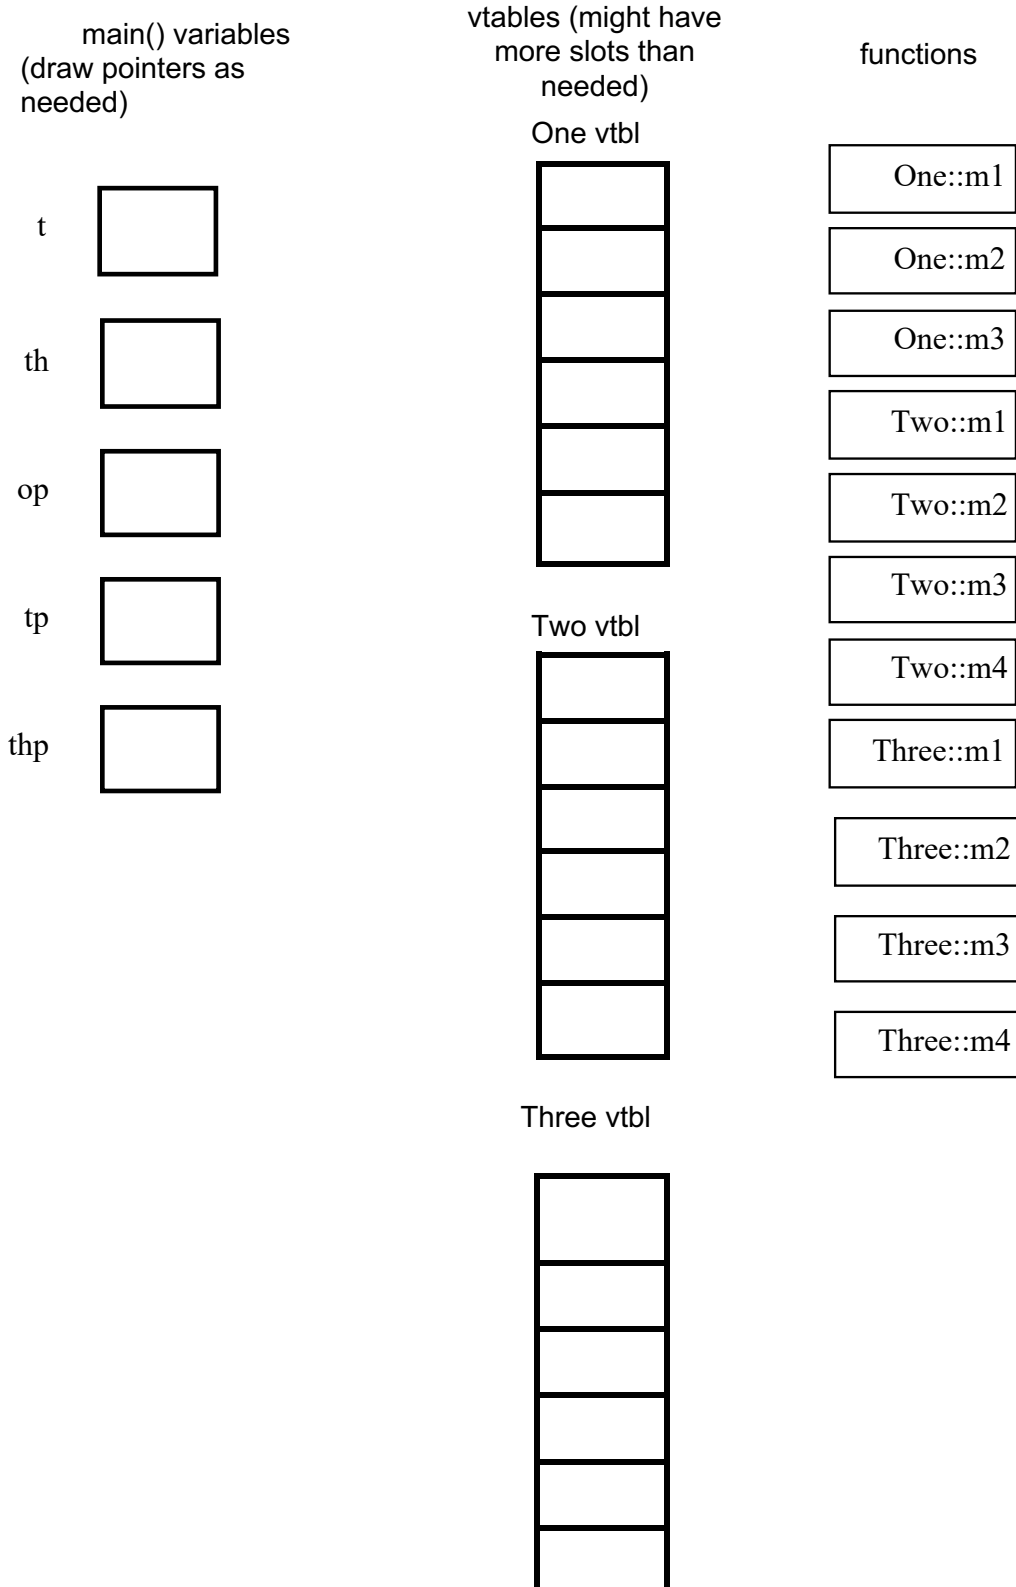 main() variables
(draw pointers as
needed)
t
th
op
tp
thp
vtables (might have
more slots than
needed)
One vtbl
Two vtbl
Three vtbl
functions
One::m1
One::m2
One::m3
Two::m1
Two::m2
Two::m3
Two::m4
Three::m1
Three::m2
Three::m3
Three::m4